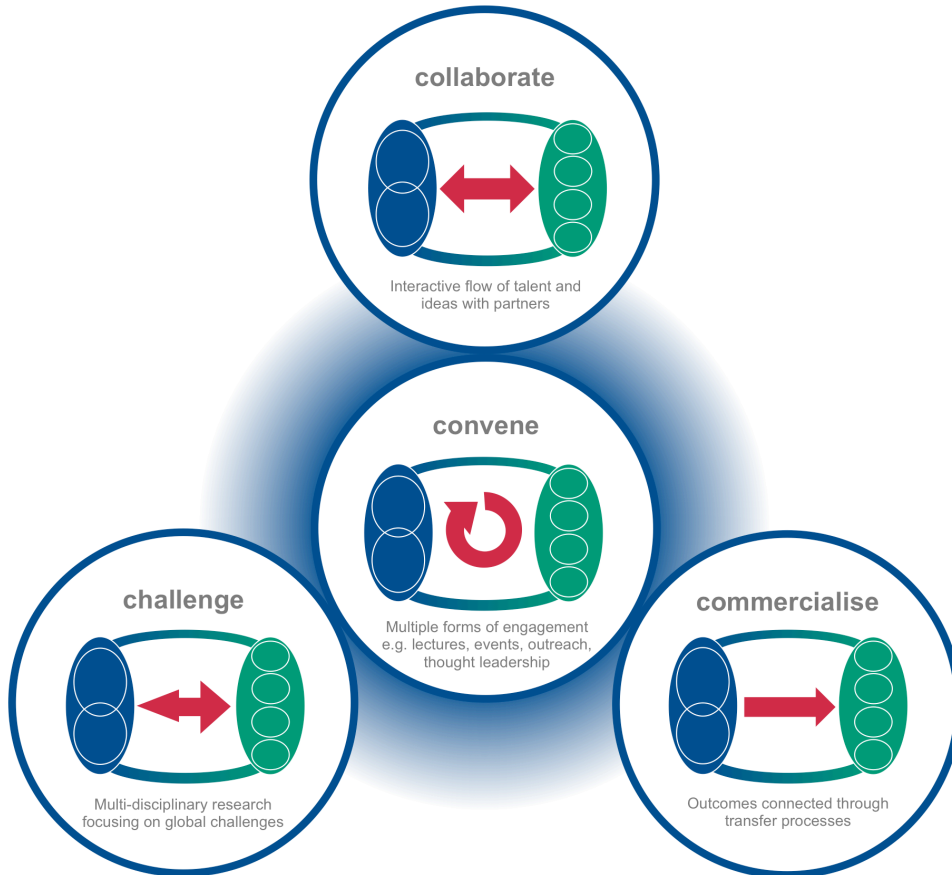 collaborate
Interactive flow of talent and
ideas with partners
convene
Multiple forms of engagement
e.g. lectures, events, outreach,
thought leadership
challenge
Multi-disciplinary research
focusing on global challenges
commercialise
Outcomes connected through
transfer processes